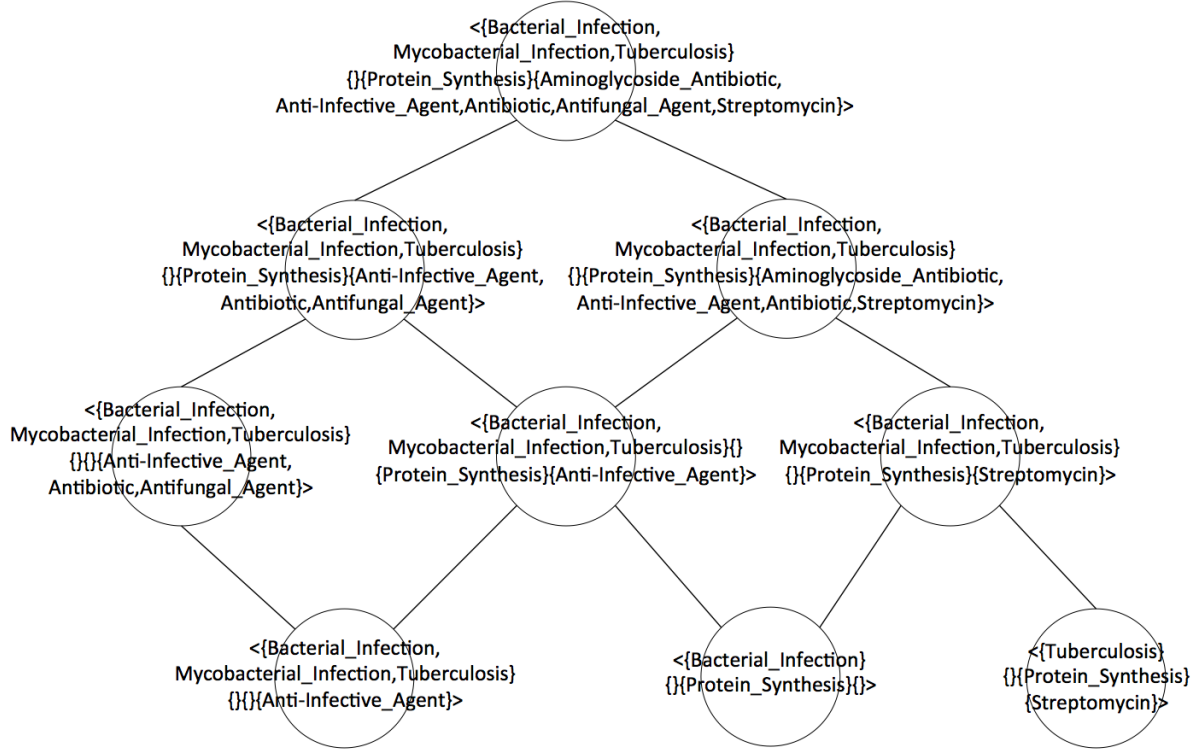 <{Bacterial_Infection,
Mycobacterial_Infection,Tuberculosis}
{}{Protein_Synthesis}{Aminoglycoside_Antibiotic,
Anti-Infective_Agent,Antibiotic,Antifungal_Agent,Streptomycin}>
<{Bacterial_Infection,
Mycobacterial_Infection,Tuberculosis}
{}{Protein_Synthesis}{Anti-Infective_Agent,
Antibiotic,Antifungal_Agent}>
<{Bacterial_Infection,
Mycobacterial_Infection,Tuberculosis}
{}{Protein_Synthesis}{Aminoglycoside_Antibiotic,
Anti-Infective_Agent,Antibiotic,Streptomycin}>
<{Bacterial_Infection,
Mycobacterial_Infection,Tuberculosis}
{}{}{Anti-Infective_Agent,
Antibiotic,Antifungal_Agent}>
<{Bacterial_Infection,
Mycobacterial_Infection,Tuberculosis}{}
{Protein_Synthesis}{Anti-Infective_Agent}>
<{Bacterial_Infection,
Mycobacterial_Infection,Tuberculosis}
{}{Protein_Synthesis}{Streptomycin}>
<{Bacterial_Infection,
Mycobacterial_Infection,Tuberculosis}
{}{}{Anti-Infective_Agent}>
<{Bacterial_Infection}
{}{Protein_Synthesis}{}>
<{Tuberculosis}
{}{Protein_Synthesis}
{Streptomycin}>